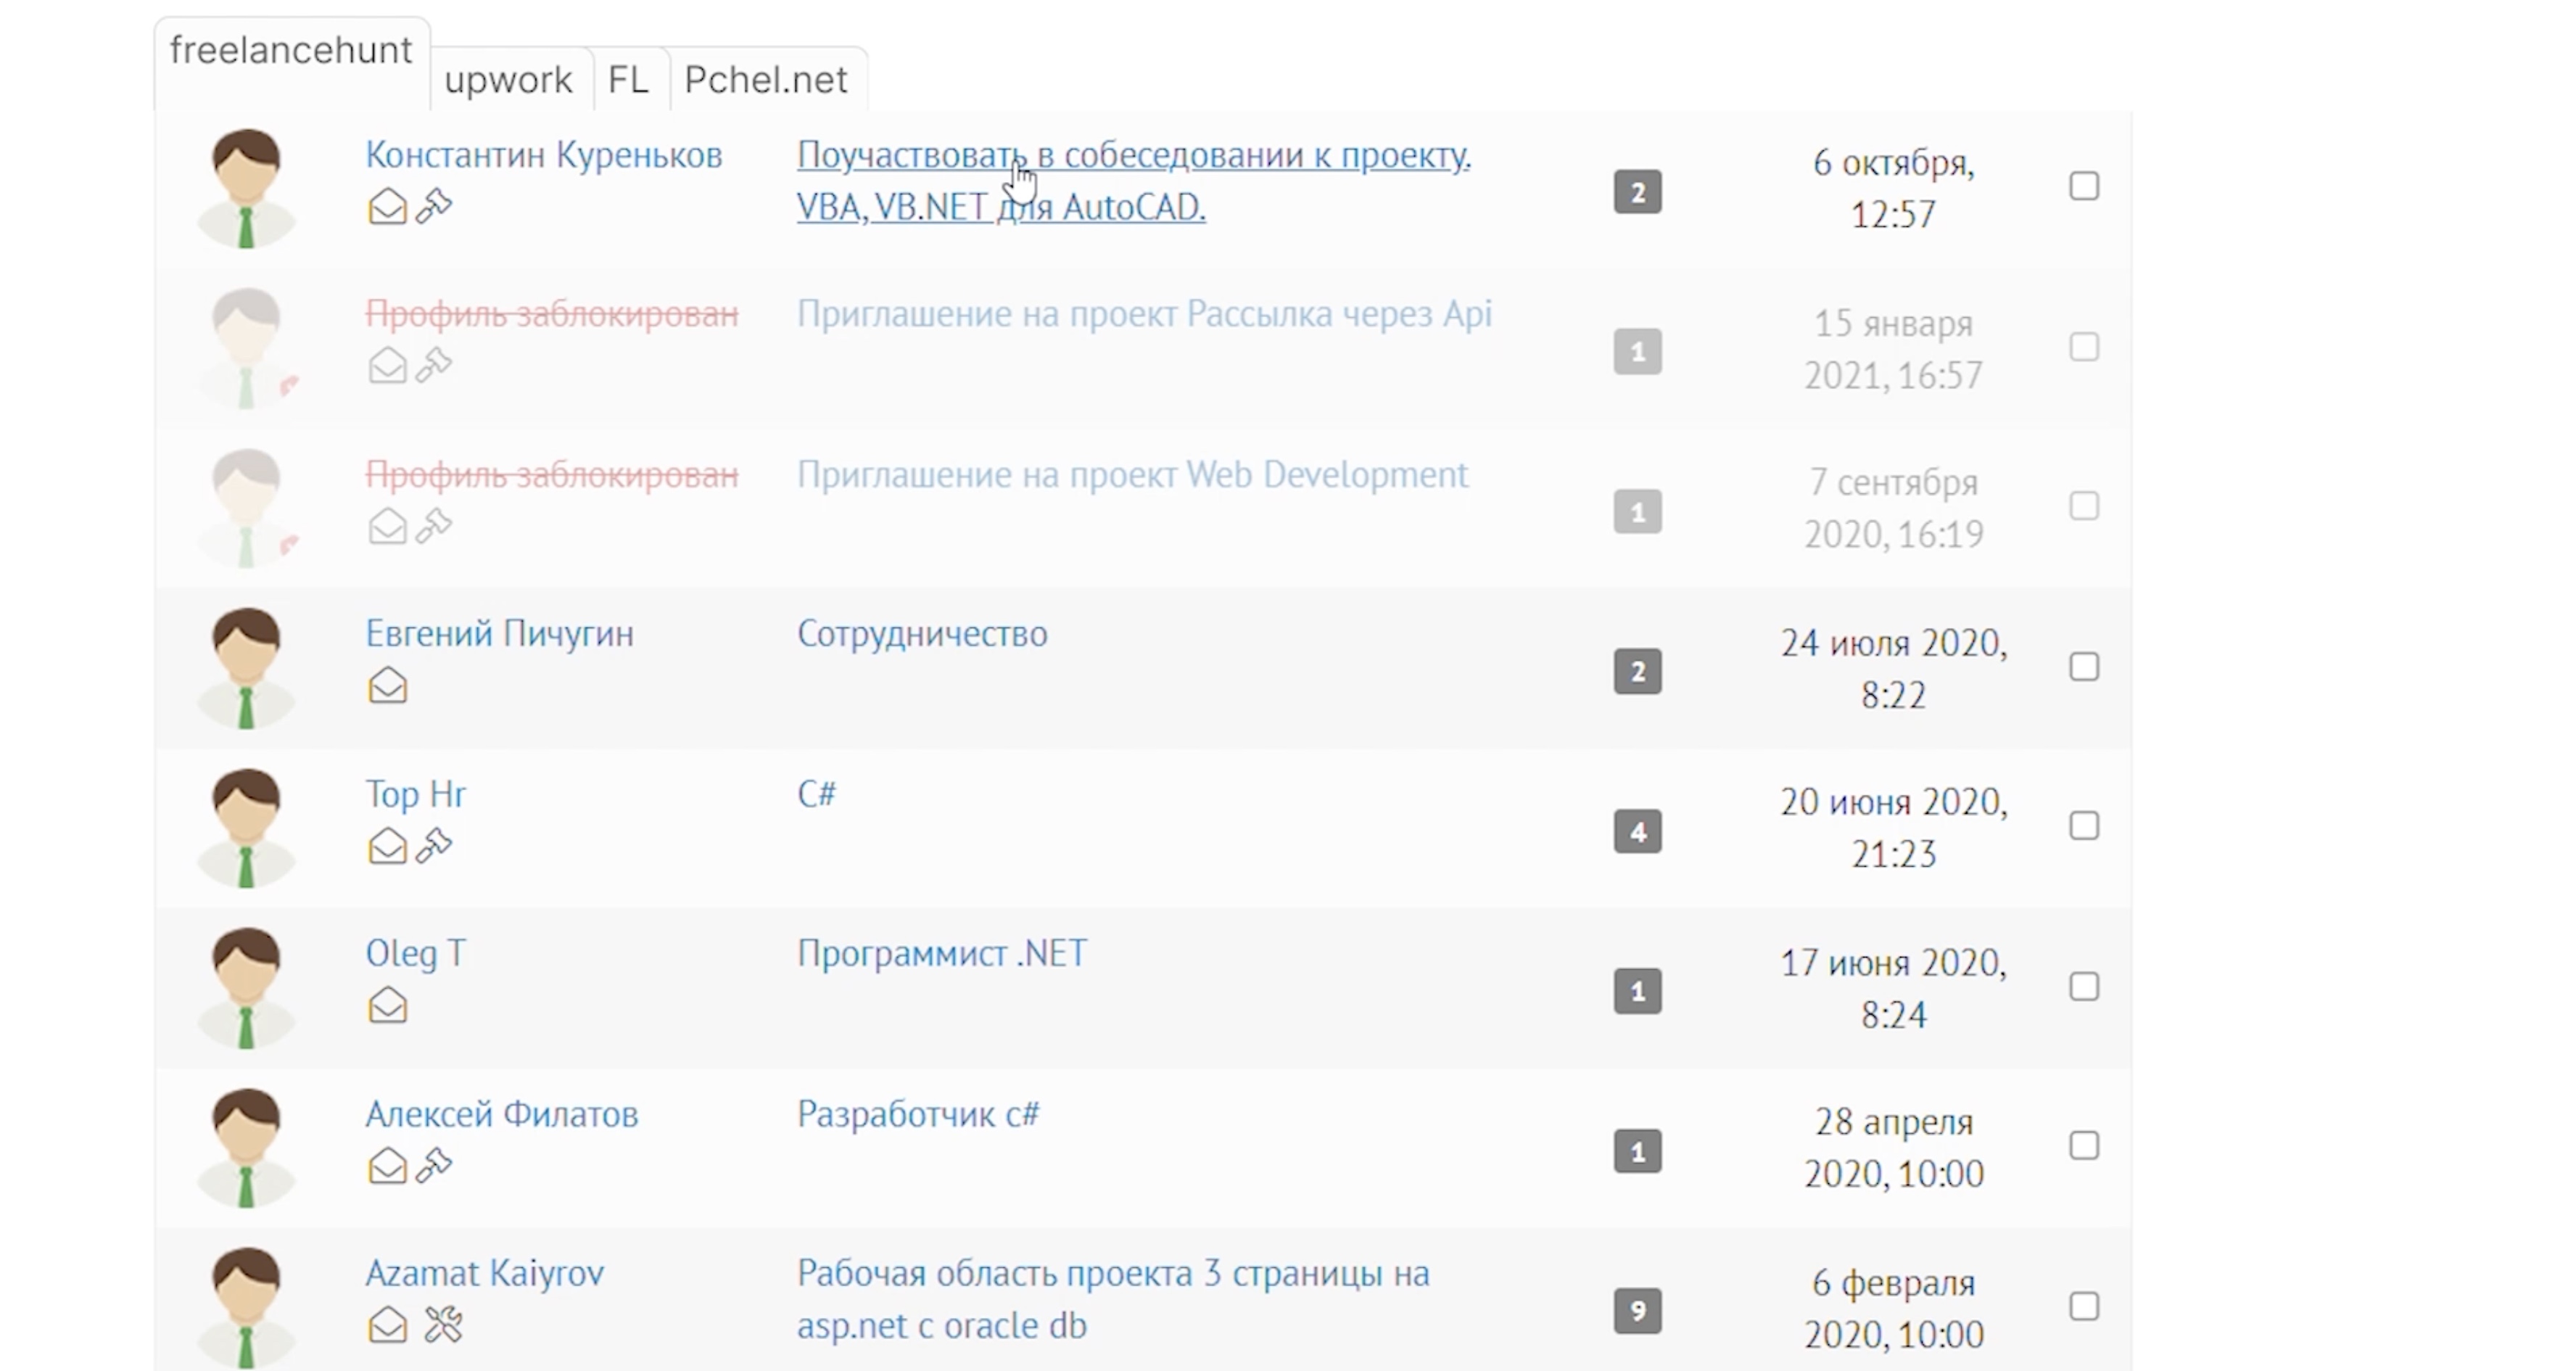 freelancehunt
upwork
FL
Pchel.net
Константин Куреньков
Поучаствовать в собеседовании к проекту.
VBA, VB.NET для AutoCAD.
2
6 октября,
12:57
Профиль заблокирован
Приглашение на проект Рассылка через Api
1
15 января
2021, 16:57
Профиль заблокирован
Приглашение на проект Web Development
1
7 сентября
2020, 16:19
Евгений Пичугин
Сотрудничество
2
24 июля 2020,
8:22
Top Hr
C#
4
20 июня 2020,
21:23
Oleg T
Программист .NET
1
17 июня 2020,
8:24
Алексей Филатов
Разработчик c#
1
28 апреля
2020, 10:00
Azamat Kaiyrov
Рабочая область проекта 3 страницы на
asp.net с oracle db
9
6 февраля
2020, 10:00